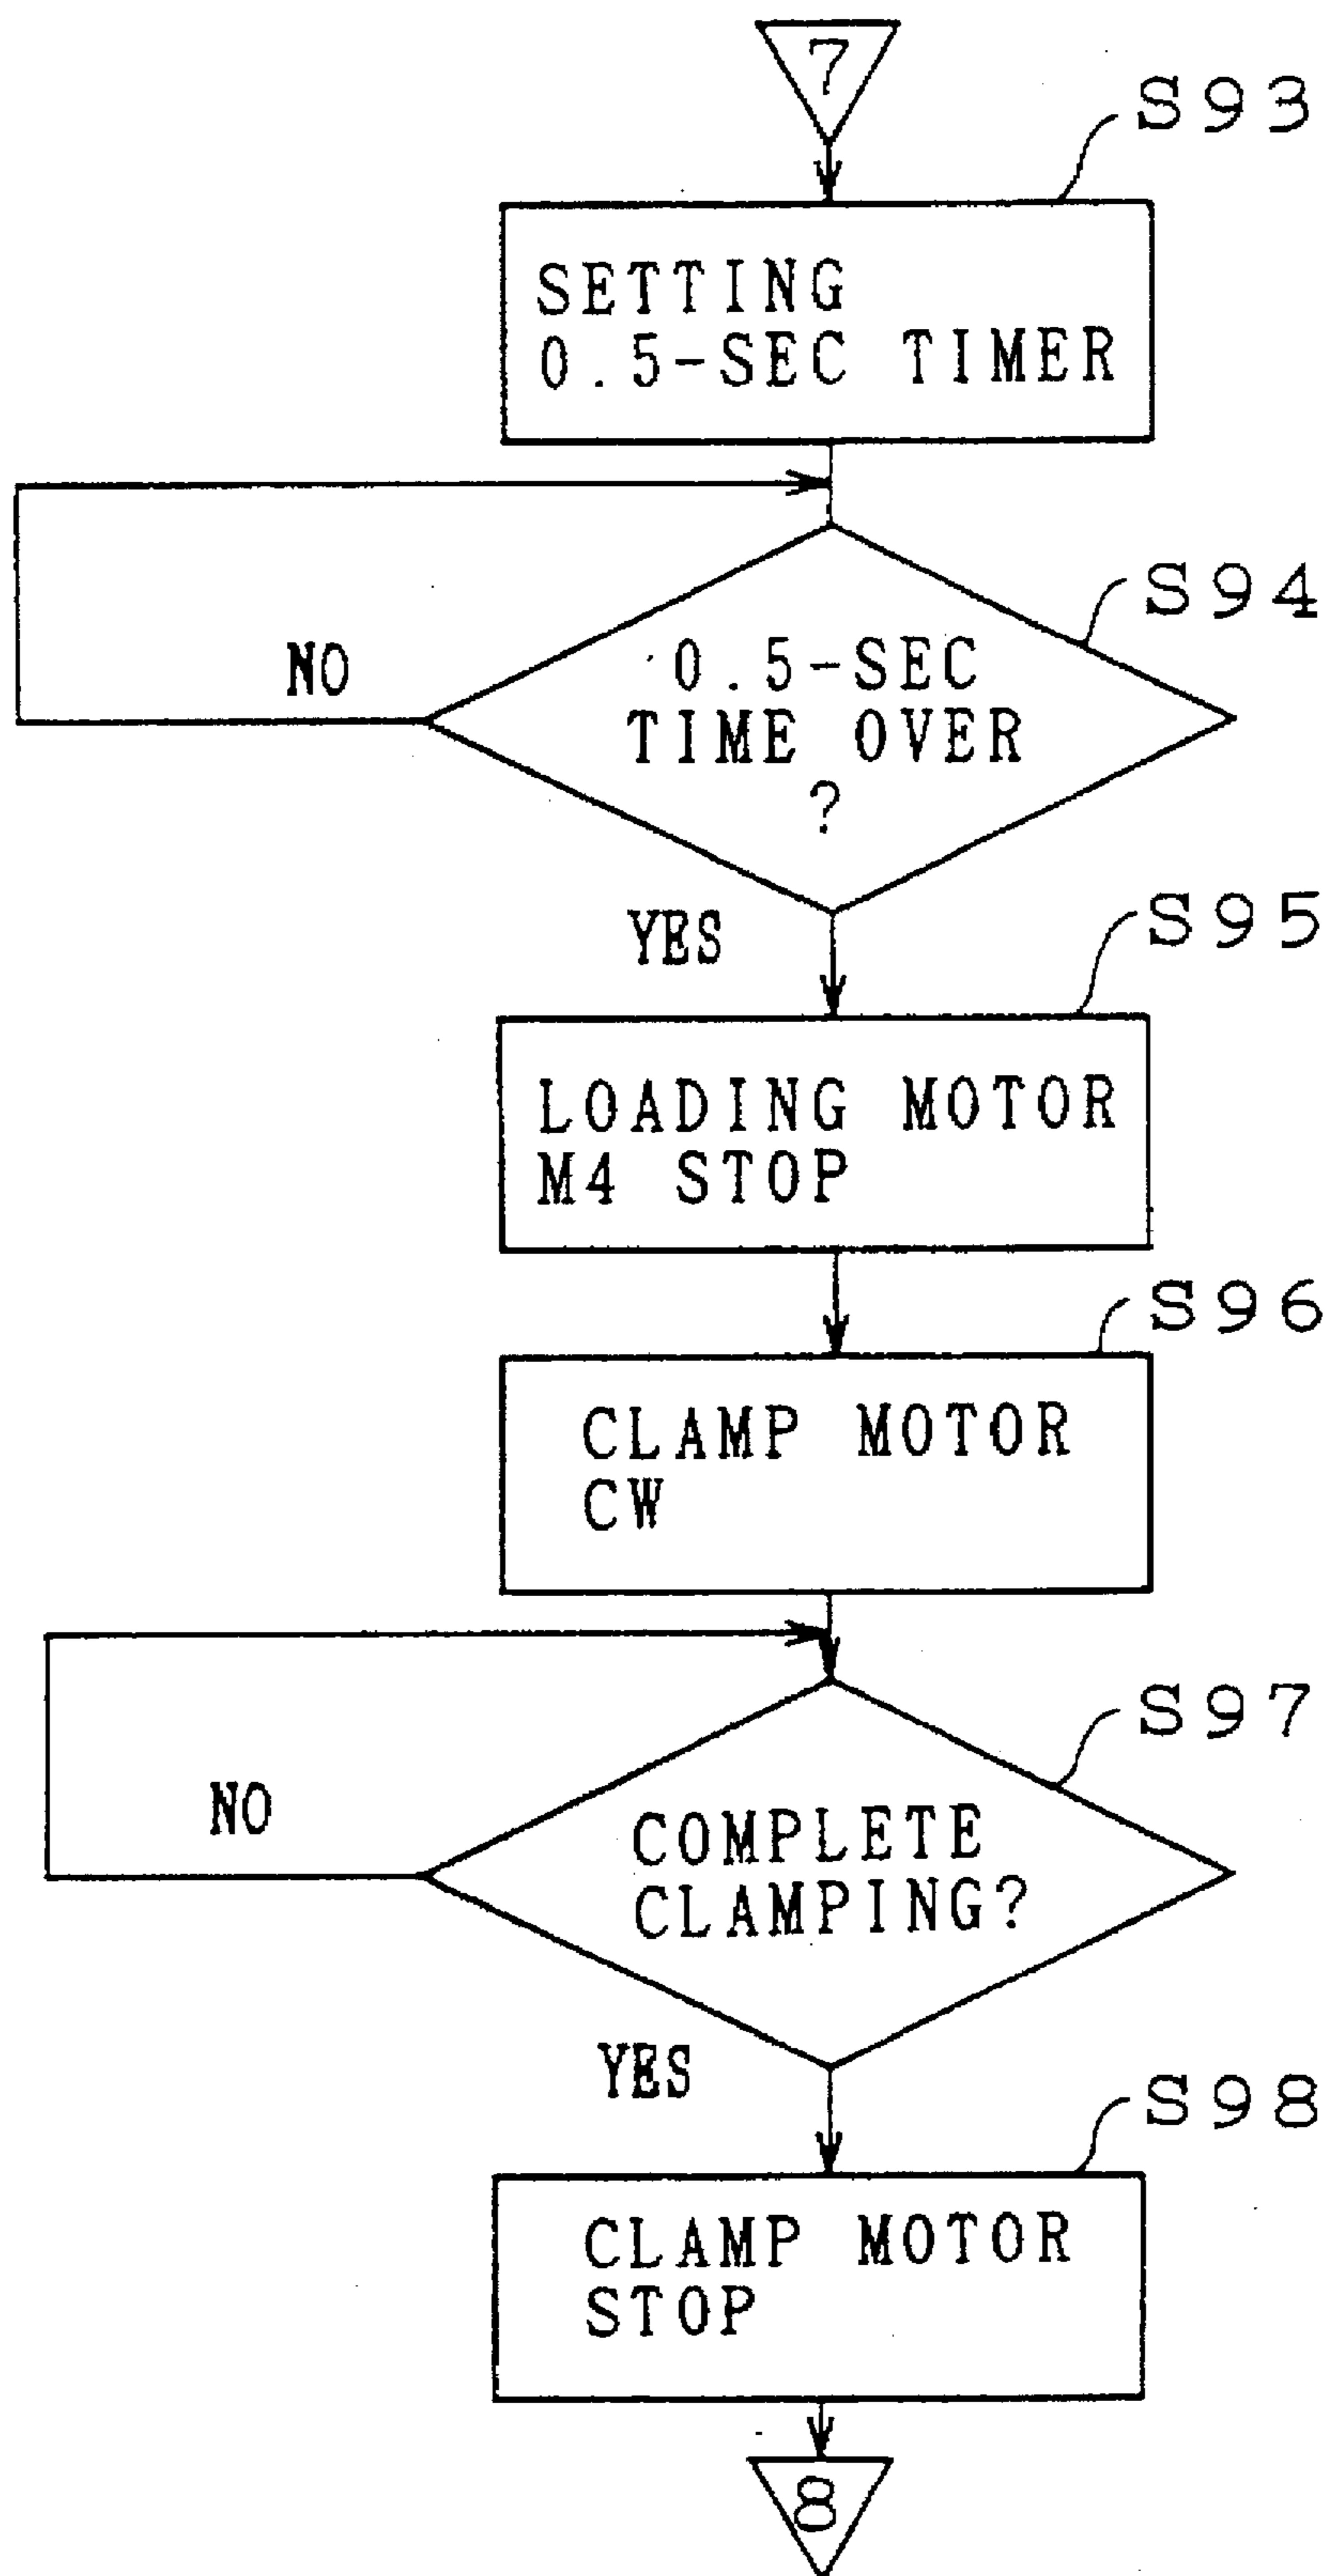 7
S93
SETTING
0.5-SEC TIMER
S94
NO
0.5-SEC
TIME OVER
?
YES
S95
LOADING MOTOR
M4 STOP
S96
CLAMP MOTOR
CW
S97
NO
COMPLETE
CLAMPING?
YES
S98
CLAMP MOTOR
STOP
8